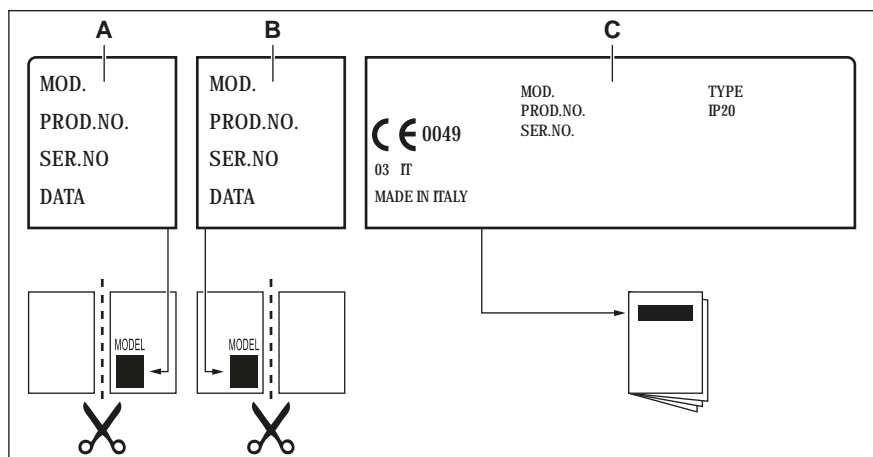 A
B
C
MOD.
PROD.NO.
SER.NO
DATA
MOD.
PROD.NO.
SER.NO
DATA
CE 0049
03 IT
MADE IN ITALY
MOD.
PROD.NO.
SER.NO.
TYPE
IP20
MODEL
MODEL